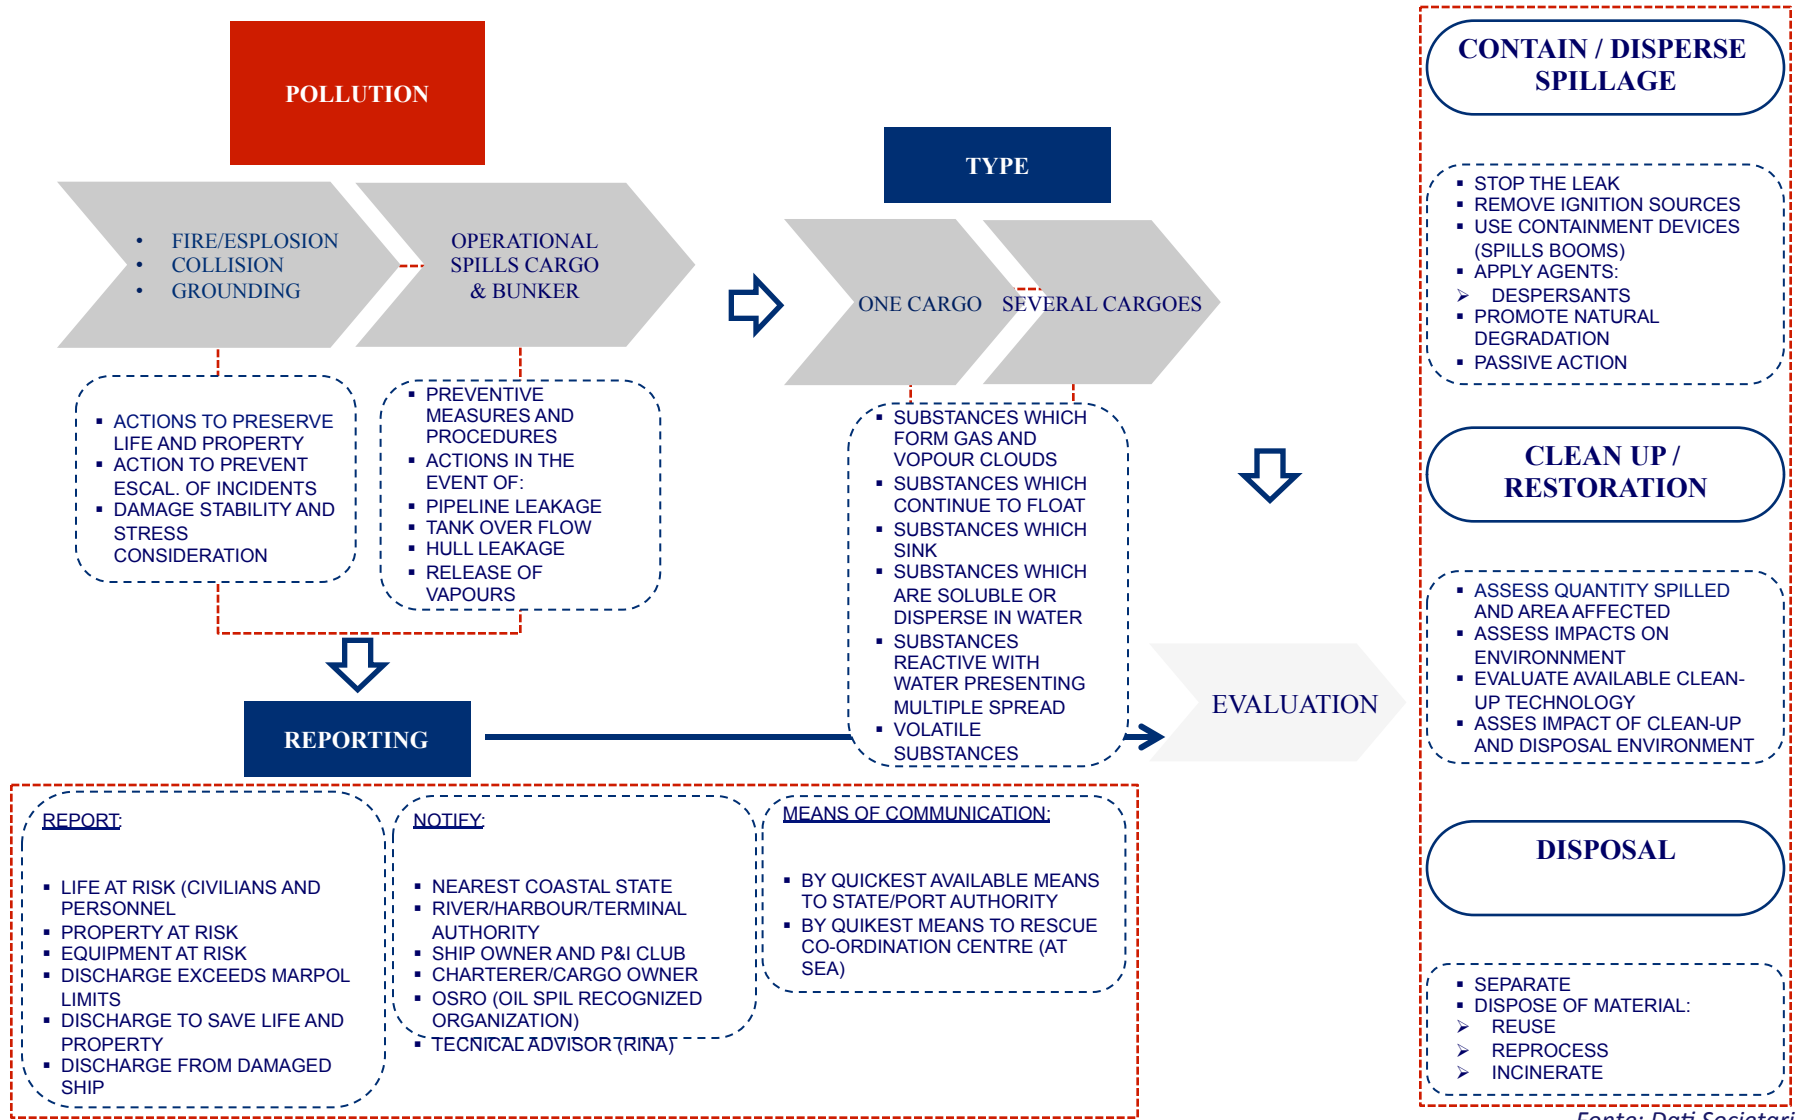 POLLUTION
• FIRE/ESPLOSION
• COLLISION
• GROUNDING
OPERATIONAL
SPILLS CARGO
& BUNKER
▪ ACTIONS TO PRESERVE
LIFE AND PROPERTY
▪ ACTION TO PREVENT
ESCAL. OF INCIDENTS
▪ DAMAGE STABILITY AND
STRESS
CONSIDERATION
▪ PREVENTIVE
MEASURES AND
PROCEDURES
▪ ACTIONS IN THE
EVENT OF:
▪ PIPELINE LEAKAGE
▪ TANK OVER FLOW
▪ HULL LEAKAGE
▪ RELEASE OF
VAPOURS
TYPE
ONE CARGO
SEVERAL CARGOES
▪ SUBSTANCES WHICH
FORM GAS AND
VOPOUR CLOUDS
▪ SUBSTANCES WHICH
CONTINUE TO FLOAT
▪ SUBSTANCES WHICH
SINK
▪ SUBSTANCES WHICH
ARE SOLUBLE OR
DISPERSE IN WATER
▪ SUBSTANCES
REACTIVE WITH
WATER PRESENTING
MULTIPLE SPREAD
▪ VOLATILE
SUBSTANCES
REPORTING
EVALUATION
REPORT:
▪ LIFE AT RISK (CIVILIANS AND
PERSONNEL
▪ PROPERTY AT RISK
▪ EQUIPMENT AT RISK
▪ DISCHARGE EXCEEDS MARPOL
LIMITS
▪ DISCHARGE TO SAVE LIFE AND
PROPERTY
▪ DISCHARGE FROM DAMAGED
SHIP
NOTIFY:
▪ NEAREST COASTAL STATE
▪ RIVER/HARBOUR/TERMINAL
AUTHORITY
▪ SHIP OWNER AND P&I CLUB
▪ CHARTERER/CARGO OWNER
▪ OSRO (OIL SPIL RECOGNIZED
ORGANIZATION)
▪ TECNICAL ADVISOR (RINA)
MEANS OF COMMUNICATION:
▪ BY QUICKEST AVAILABLE MEANS
TO STATE/PORT AUTHORITY
▪ BY QUIKEST MEANS TO RESCUE
CO-ORDINATION CENTRE (AT
SEA)
CONTAIN / DISPERSE
SPILLAGE
▪ STOP THE LEAK
▪ REMOVE IGNITION SOURCES
▪ USE CONTAINMENT DEVICES
(SPILLS BOOMS)
▪ APPLY AGENTS:
➢ DESPERSANTS
▪ PROMOTE NATURAL
DEGRADATION
▪ PASSIVE ACTION
CLEAN UP /
RESTORATION
▪ ASSESS QUANTITY SPILLED
AND AREA AFFECTED
▪ ASSESS IMPACTS ON
ENVIRONNMENT
▪ EVALUATE AVAILABLE CLEAN-
UP TECHNOLOGY
▪ ASSES IMPACT OF CLEAN-UP
AND DISPOSAL ENVIRONMENT
DISPOSAL
▪ SEPARATE
▪ DISPOSE OF MATERIAL:
➢ REUSE
➢ REPROCESS
➢ INCINERATE
Fonte: Dati Societari